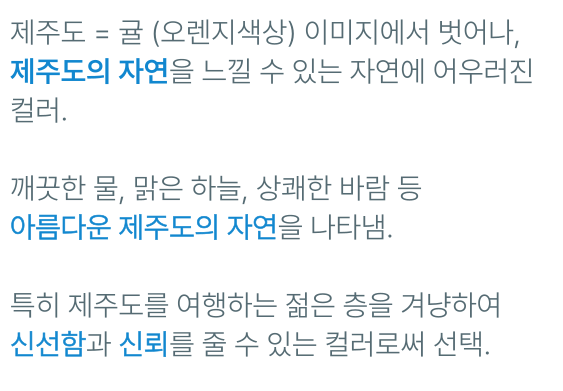 제주도 = 귤 (오렌지색상) 이미지에서 벗어나,
제주도의 자연을 느낄 수 있는 자연에 어우러진
컬러.
깨끗한 물, 맑은 하늘, 상쾌한 바람 등
아름다운 제주도의 자연을 나타냄.
특히 제주도를 여행하는 젊은 층을 겨냥하여
신선함과 신뢰를 줄 수 있는 컬러로써 선택.